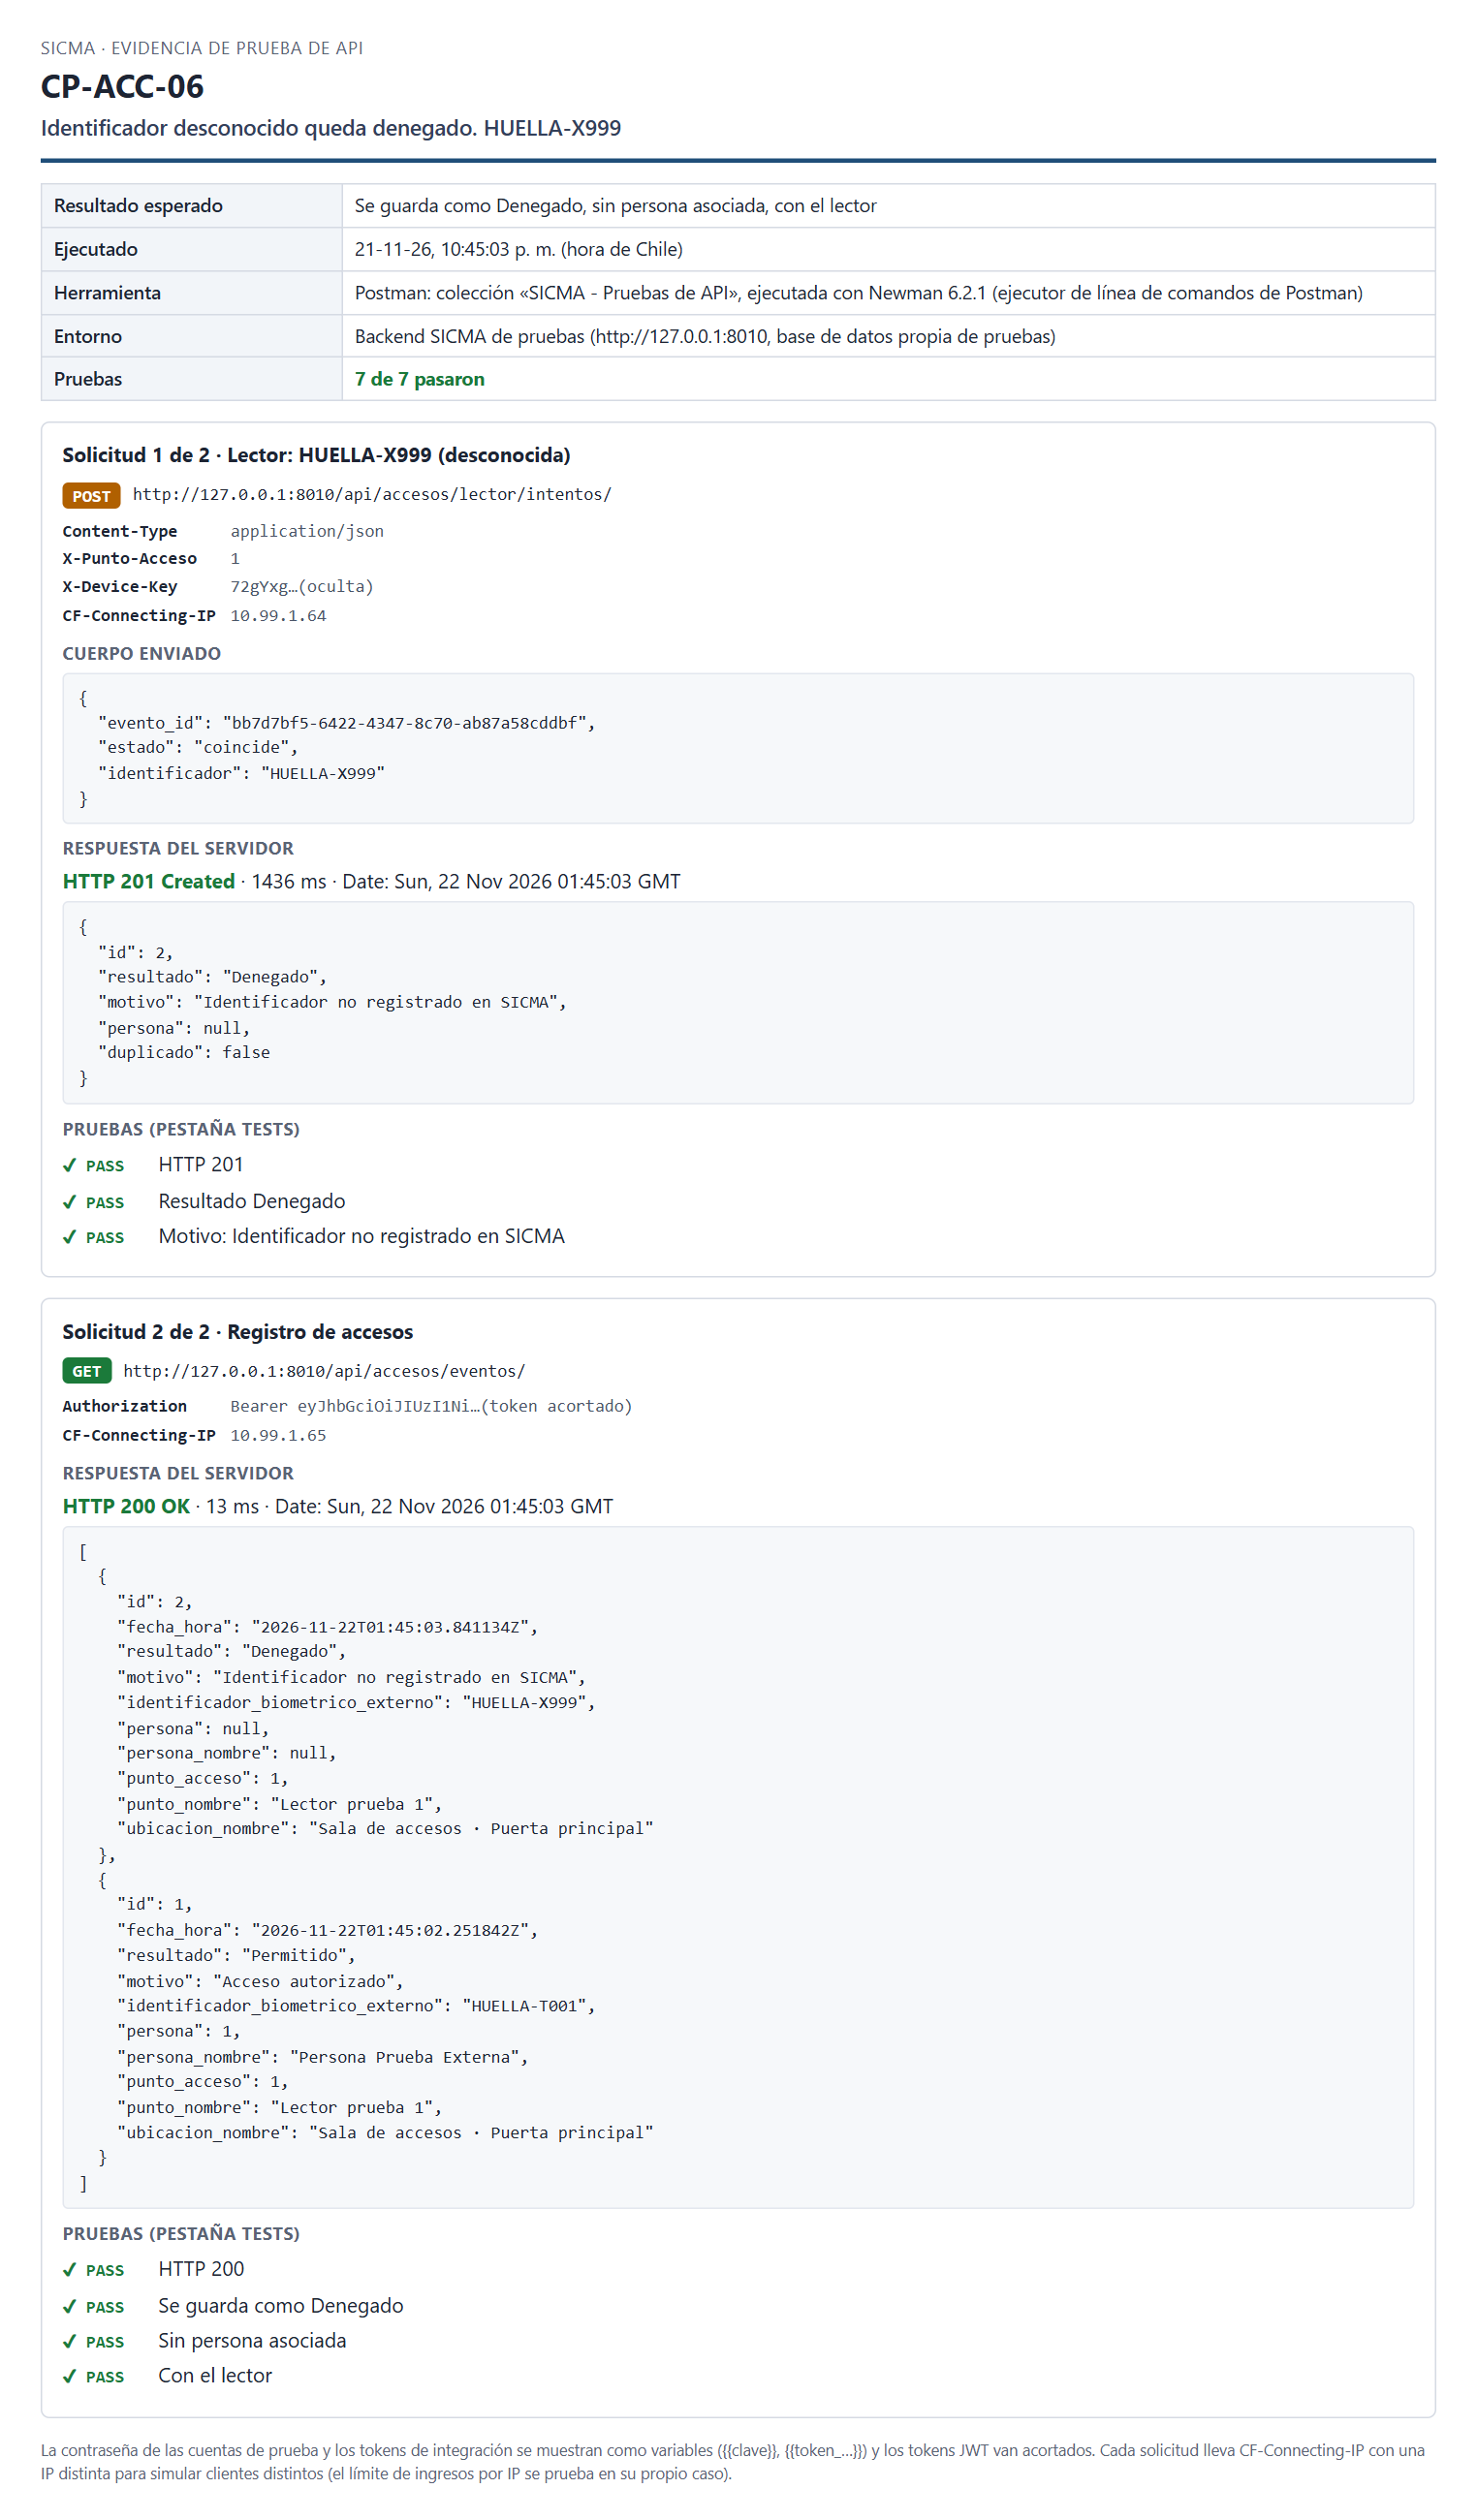 SICMA · EVIDENCIA DE PRUEBA DE API
CP-ACC-06
Identificador desconocido queda denegado. HUELLA-X999
Resultado esperado Se guarda como Denegado, sin persona asociada, con el lector
Ejecutado 21-11-26, 10:45:03 p. m. (hora de Chile)
Herramienta Postman: colección «SICMA - Pruebas de API», ejecutada con Newman 6.2.1 (ejecutor de línea de comandos de Postman)
Entorno Backend SICMA de pruebas (http://127.0.0.1:8010, base de datos propia de pruebas)
Pruebas 7 de 7 pasaron
Solicitud 1 de 2 · Lector: HUELLA-X999 (desconocida)
POST http://127.0.0.1:8010/api/accesos/lector/intentos/
Content-Type application/json
X-Punto-Acceso 1
X-Device-Key 72gYxg…(oculta)
CF-Connecting-IP 10.99.1.64
CUERPO ENVIADO
{
"evento_id": "bb7d7bf5-6422-4347-8c70-ab87a58cddbf",
"estado": "coincide",
"identificador": "HUELLA-X999"
}
RESPUESTA DEL SERVIDOR
HTTP 201 Created · 1436 ms · Date: Sun, 22 Nov 2026 01:45:03 GMT
{
"id": 2,
"resultado": "Denegado",
"motivo": "Identificador no registrado en SICMA",
"persona": null,
"duplicado": false
}
PRUEBAS (PESTAÑA TESTS)
✓ PASS HTTP 201
✓ PASS Resultado Denegado
✓ PASS Motivo: Identificador no registrado en SICMA
Solicitud 2 de 2 · Registro de accesos
GET http://127.0.0.1:8010/api/accesos/eventos/
Authorization Bearer eyJhbGciOiJIUzI1Ni…(token acortado)
CF-Connecting-IP 10.99.1.65
RESPUESTA DEL SERVIDOR
HTTP 200 OK · 13 ms · Date: Sun, 22 Nov 2026 01:45:03 GMT
[
{
"id": 2,
"fecha_hora": "2026-11-22T01:45:03.841134Z",
"resultado": "Denegado",
"motivo": "Identificador no registrado en SICMA",
"identificador_biometrico_externo": "HUELLA-X999",
"persona": null,
"persona_nombre": null,
"punto_acceso": 1,
"punto_nombre": "Lector prueba 1",
"ubicacion_nombre": "Sala de accesos · Puerta principal"
},
{
"id": 1,
"fecha_hora": "2026-11-22T01:45:02.251842Z",
"resultado": "Permitido",
"motivo": "Acceso autorizado",
"identificador_biometrico_externo": "HUELLA-T001",
"persona": 1,
"persona_nombre": "Persona Prueba Externa",
"punto_acceso": 1,
"punto_nombre": "Lector prueba 1",
"ubicacion_nombre": "Sala de accesos · Puerta principal"
}
]
PRUEBAS (PESTAÑA TESTS)
✓ PASS HTTP 200
✓ PASS Se guarda como Denegado
✓ PASS Sin persona asociada
✓ PASS Con el lector
La contraseña de las cuentas de prueba y los tokens de integración se muestran como variables ({{clave}}, {{token_...}}) y los tokens JWT van acortados. Cada solicitud lleva CF-Connecting-IP con una
IP distinta para simular clientes distintos (el límite de ingresos por IP se prueba en su propio caso).